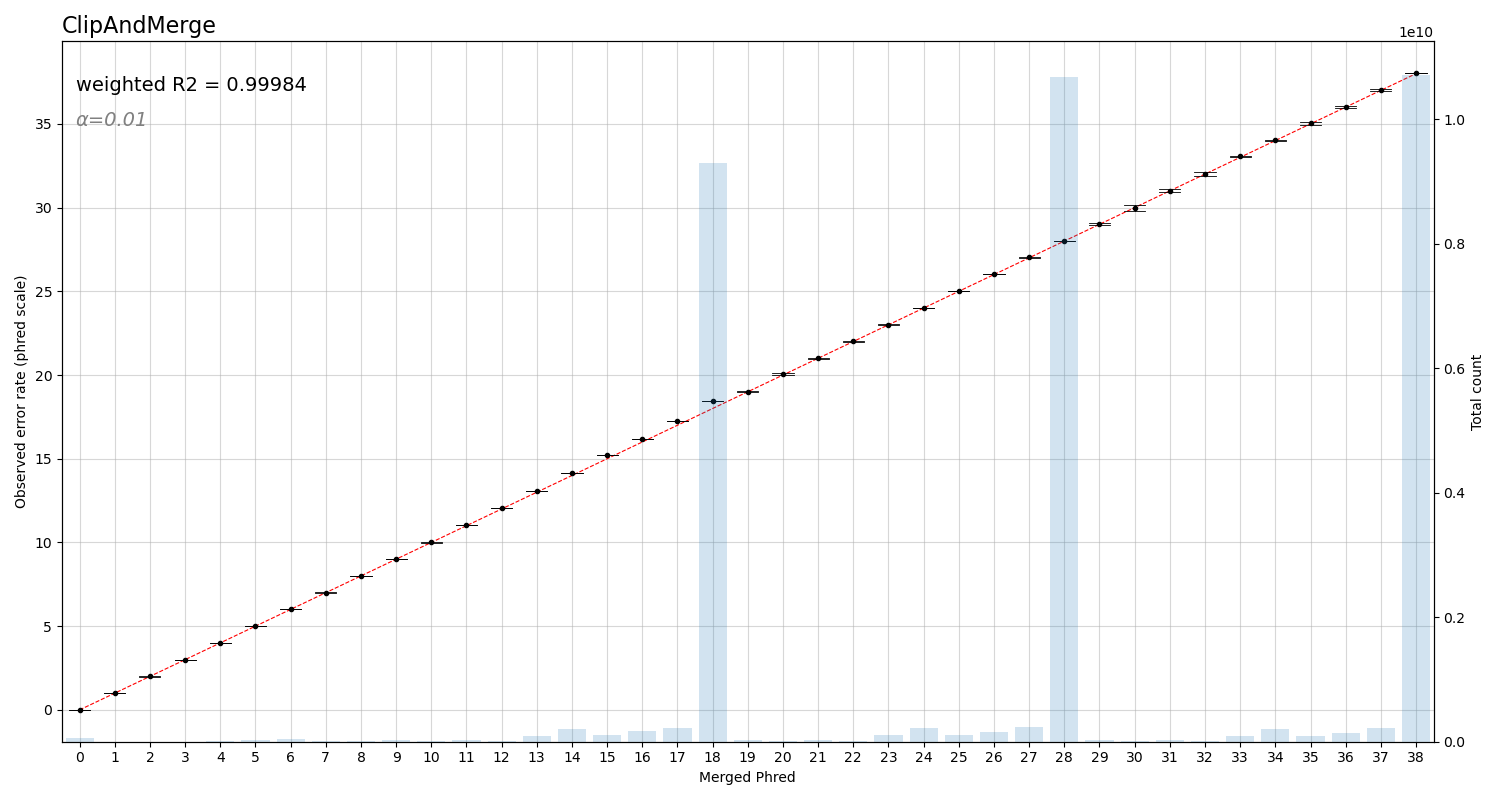 ClipAndMerge
1e10
weighted R2 = 0.99984
α=0.01
35
30
25
20
15
10
5
0
Observed error rate (phred scale)
1.0
0.8
0.6
0.4
0.2
0.0
Total count
0 1 2 3 4 5 6 7 8 9 10 11 12 13 14 15 16 17 18 19 20 21 22 23 24 25 26 27 28 29 30 31 32 33 34 35 36 37 38
Merged Phred